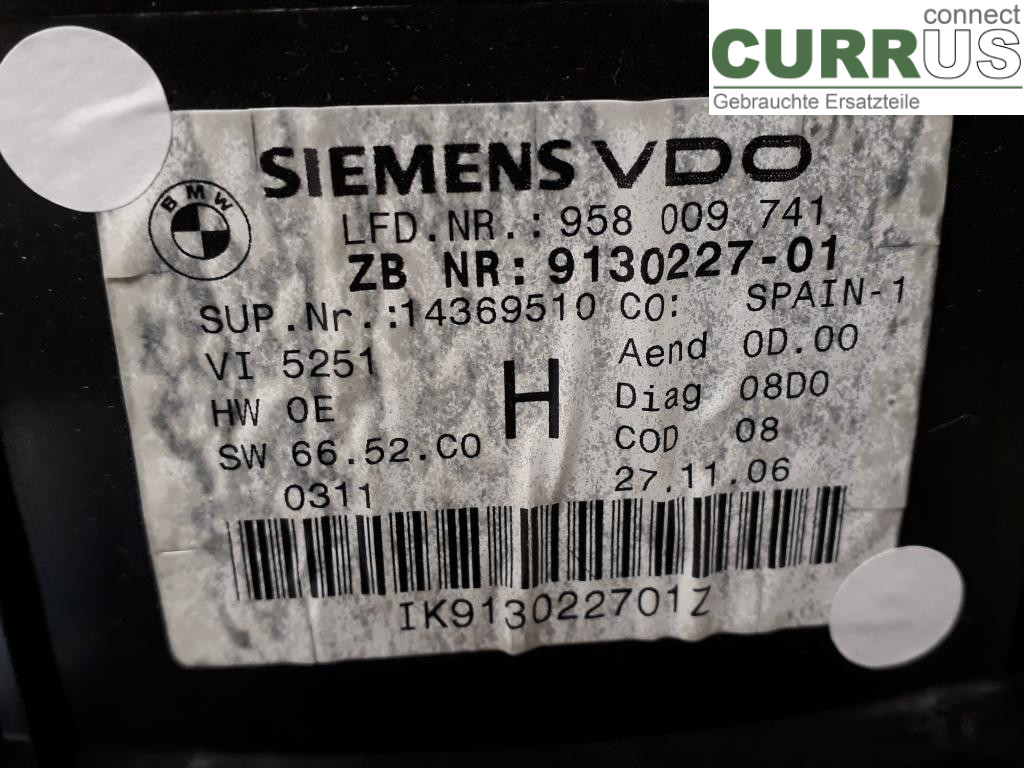 connect
CURRUS
Gebrauchte Ersatzteile
SIEMENS VDO
BMW
LFD.NR.: 958 009 741
ZB NR: 9130227-01
SUP.Nr.:14369510 CO: SPAIN-1
VI 5251 Aend 0D.00
HW 0E H Diag 08D0
SW 66.52.C0 COD 08
0311 27.11.06
IK913022701Z